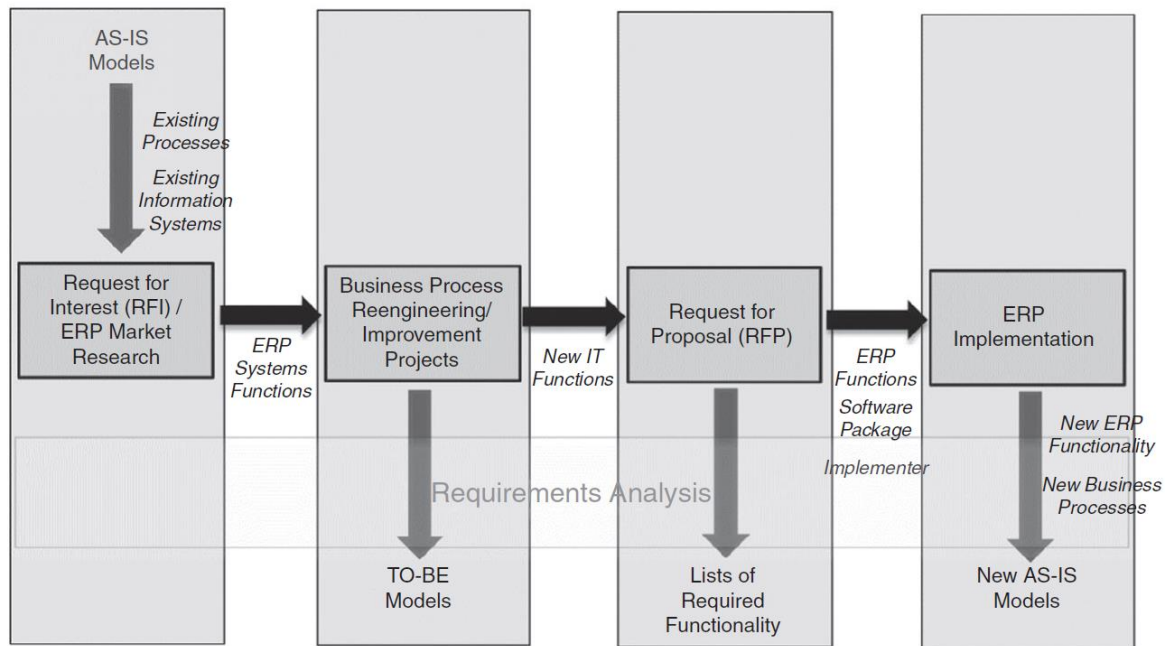 AS-IS
Models
Existing
Processes
Existing
Information
Systems
Request for
Interest (RFI) /
ERP Market
Research
ERP
Systems
Functions
Business Process
Reengineering/
Improvement
Projects
New IT
Functions
Request for
Proposal (RFP)
ERP
Functions
Software
Package
Implementer
ERP
Implementation
New ERP
Functionality
New Business
Processes
Requirements Analysis
TO-BE
Models
Lists of
Required
Functionality
New AS-IS
Models